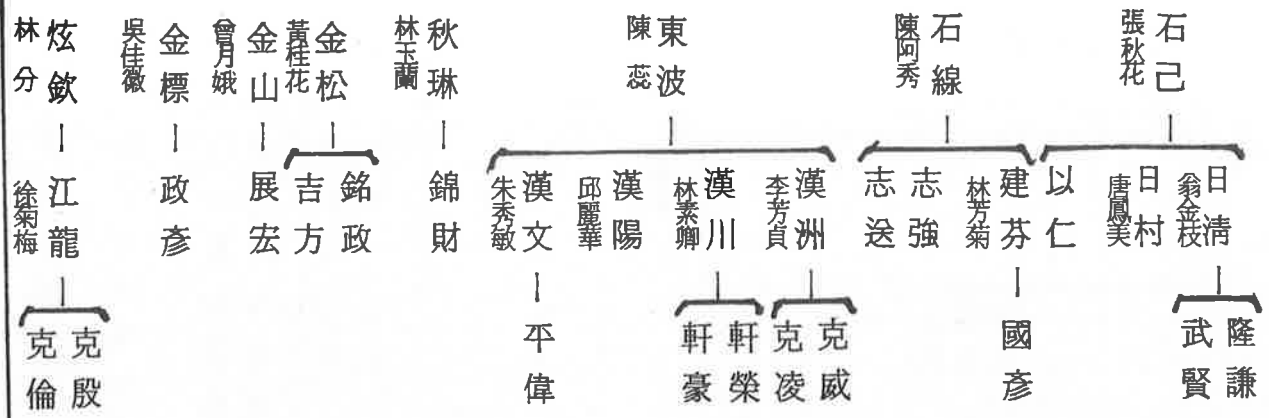 石己
張秋花
石線
陳阿秀
東波
陳蕊
秋琳
林玉蘭
金松
黃桂花
金山
曾月娥
金標
吳佳徽
炫欽
林分
日清
翁金枝
日村
唐鳳美
以仁
建芬
林芳菊
志強
志送
漢洲
李芳貞
漢川
林素卿
漢陽
邱麗華
漢文
朱秀敏
錦財
銘政
吉方
展宏
政彥
江龍
徐菊梅
隆謙
武賢
國彥
克威
克凌
軒榮
軒豪
平偉
克殷
克倫